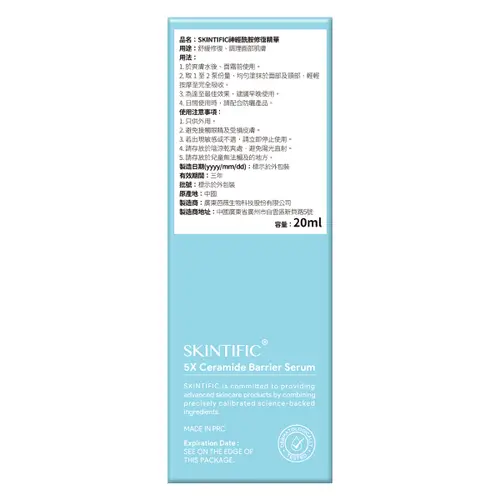 品名：SKINTIFIC神經醯胺修復精華
用途：舒緩修復、調理面部肌膚
用法：
1. 於爽膚水後、面霜前使用。
2. 取 1 至 2 泵份量，均勻塗抹於面部及頸部，輕輕
按摩至完全吸收。
3. 為達至最佳效果，建議早晚使用。
4. 日間使用時，請配合防曬產品。
使用注意事項：
1. 只供外用。
2. 避免接觸眼睛及受損皮膚。
3. 若出現敏感或不適，請立即停止使用。
4. 請存放於陰涼乾爽處，避免陽光直射。
5. 請存放於兒童無法觸及的地方。
製造日期(yyyy/mm/dd)：標示於外包裝
有效期間：三年
批號：標示於外包裝
原產地：中國
製造商：廣東芭薇生物科技股份有限公司
製造商地址：中國廣東省廣州市白雲區 5號
容量：20ml
SKINTIFIC®
5X Ceramide Barrier Serum
SKINTIFIC is committed to providing
advanced skincare products by combining
precisely calibrated science-backed
ingredients.
MADE IN PRC
Expiration Date :
SEE ON THE EDGE OF
THIS PACKAGE.
DERMATOLOGICALLY
TESTED